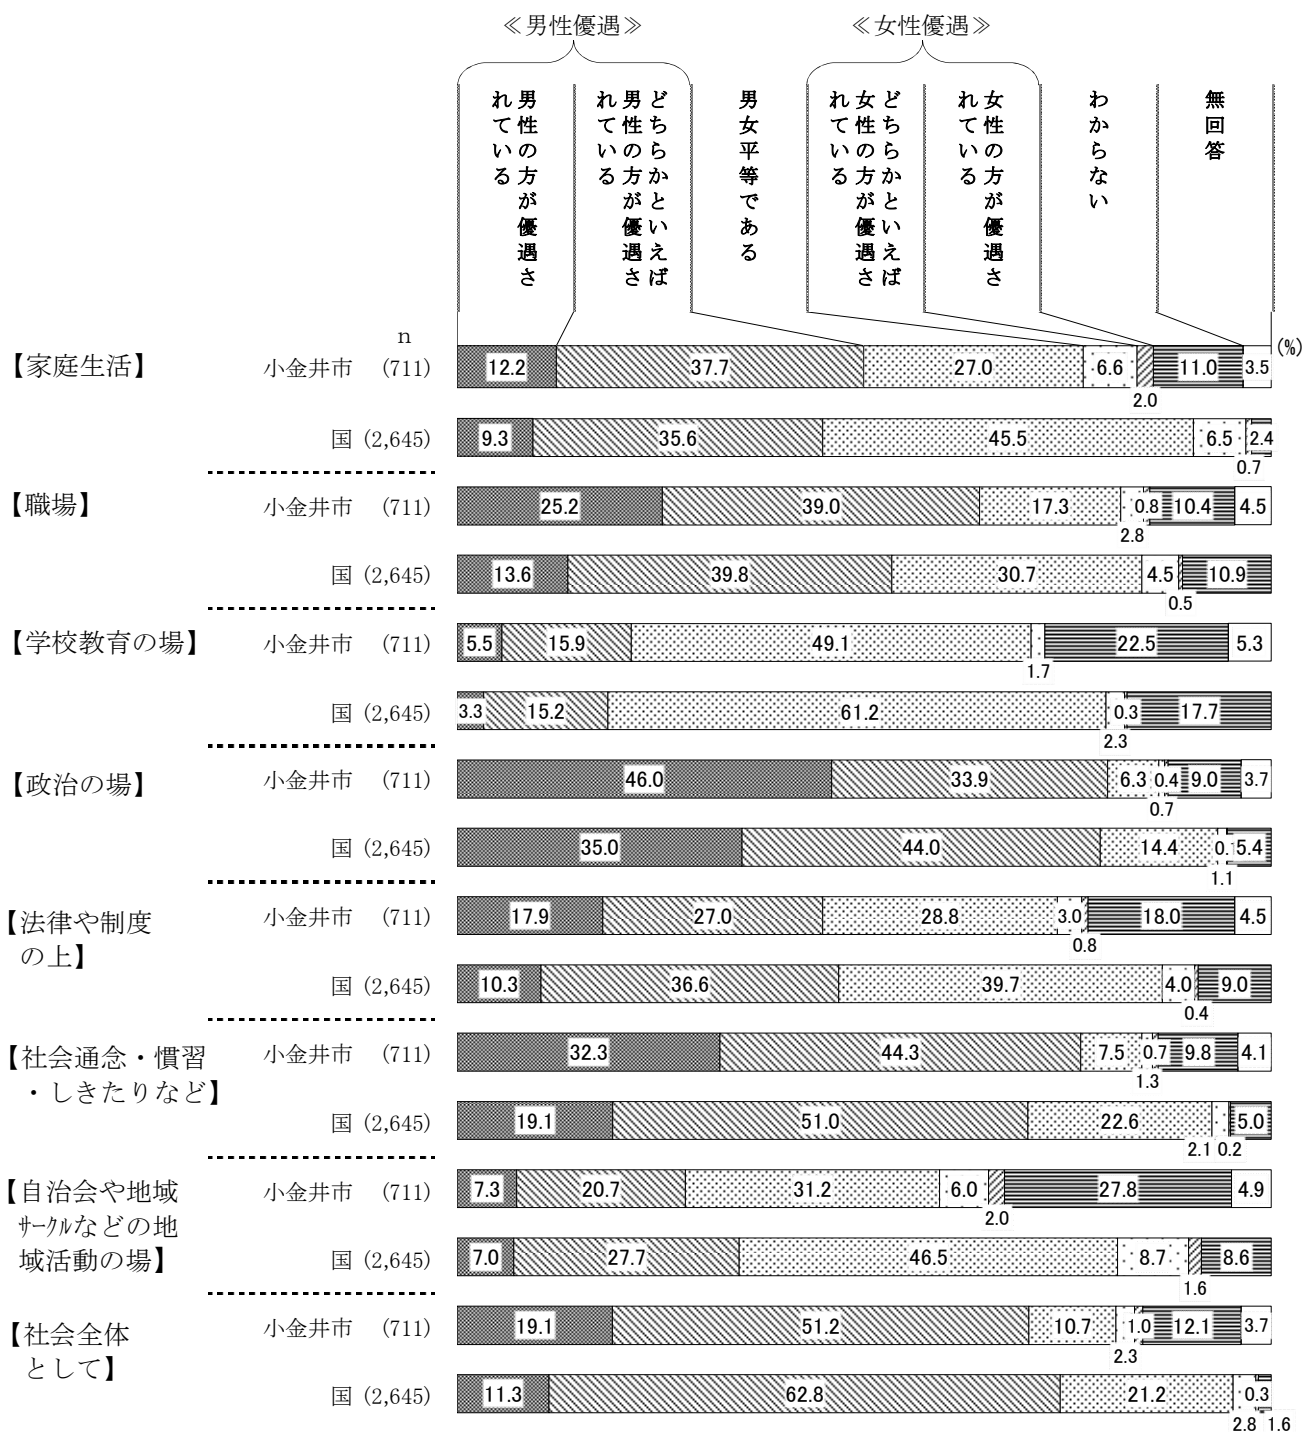 ≪男性優遇≫
≪女性優遇≫
男性の方が優遇さ
れている
どちらかといえば
男性の方が優遇さ
れている
男女平等である
どちらかといえば
女性の方が優遇さ
れている
女性の方が優遇さ
れている
わからない
無回答
n
(%)
【家庭生活】 小金井市 (711) 12.2 37.7 27.0 6.6 11.0 3.5
2.0
国 (2,645) 9.3 35.6 45.5 6.5 2.4
0.7
【職場】 小金井市 (711) 25.2 39.0 17.3 0.8 10.4 4.5
2.8
国 (2,645) 13.6 39.8 30.7 4.5 10.9
0.5
【学校教育の場】 小金井市 (711) 5.5 15.9 49.1 22.5 5.3
1.7
国 (2,645) 3.3 15.2 61.2 0.3 17.7
2.3
【政治の場】 小金井市 (711) 46.0 33.9 6.3 0.4 9.0 3.7
0.7
国 (2,645) 35.0 44.0 14.4 5.4
1.1
【法律や制度
の上】
小金井市 (711) 17.9 27.0 28.8 3.0 18.0 4.5
0.8
国 (2,645) 10.3 36.6 39.7 4.0 9.0
0.4
【社会通念・慣習
・しきたりなど】
小金井市 (711) 32.3 44.3 7.5 0.7 9.8 4.1
1.3
国 (2,645) 19.1 51.0 22.6 5.0
2.1 0.2
【自治会や地域
ｻｰｸﾙなどの地
域活動の場】
小金井市 (711) 7.3 20.7 31.2 6.0 27.8 4.9
2.0
国 (2,645) 7.0 27.7 46.5 8.7 8.6
1.6
【社会全体
として】
小金井市 (711) 19.1 51.2 10.7 1.0 12.1 3.7
2.3
国 (2,645) 11.3 62.8 21.2 0.3
2.8 1.6